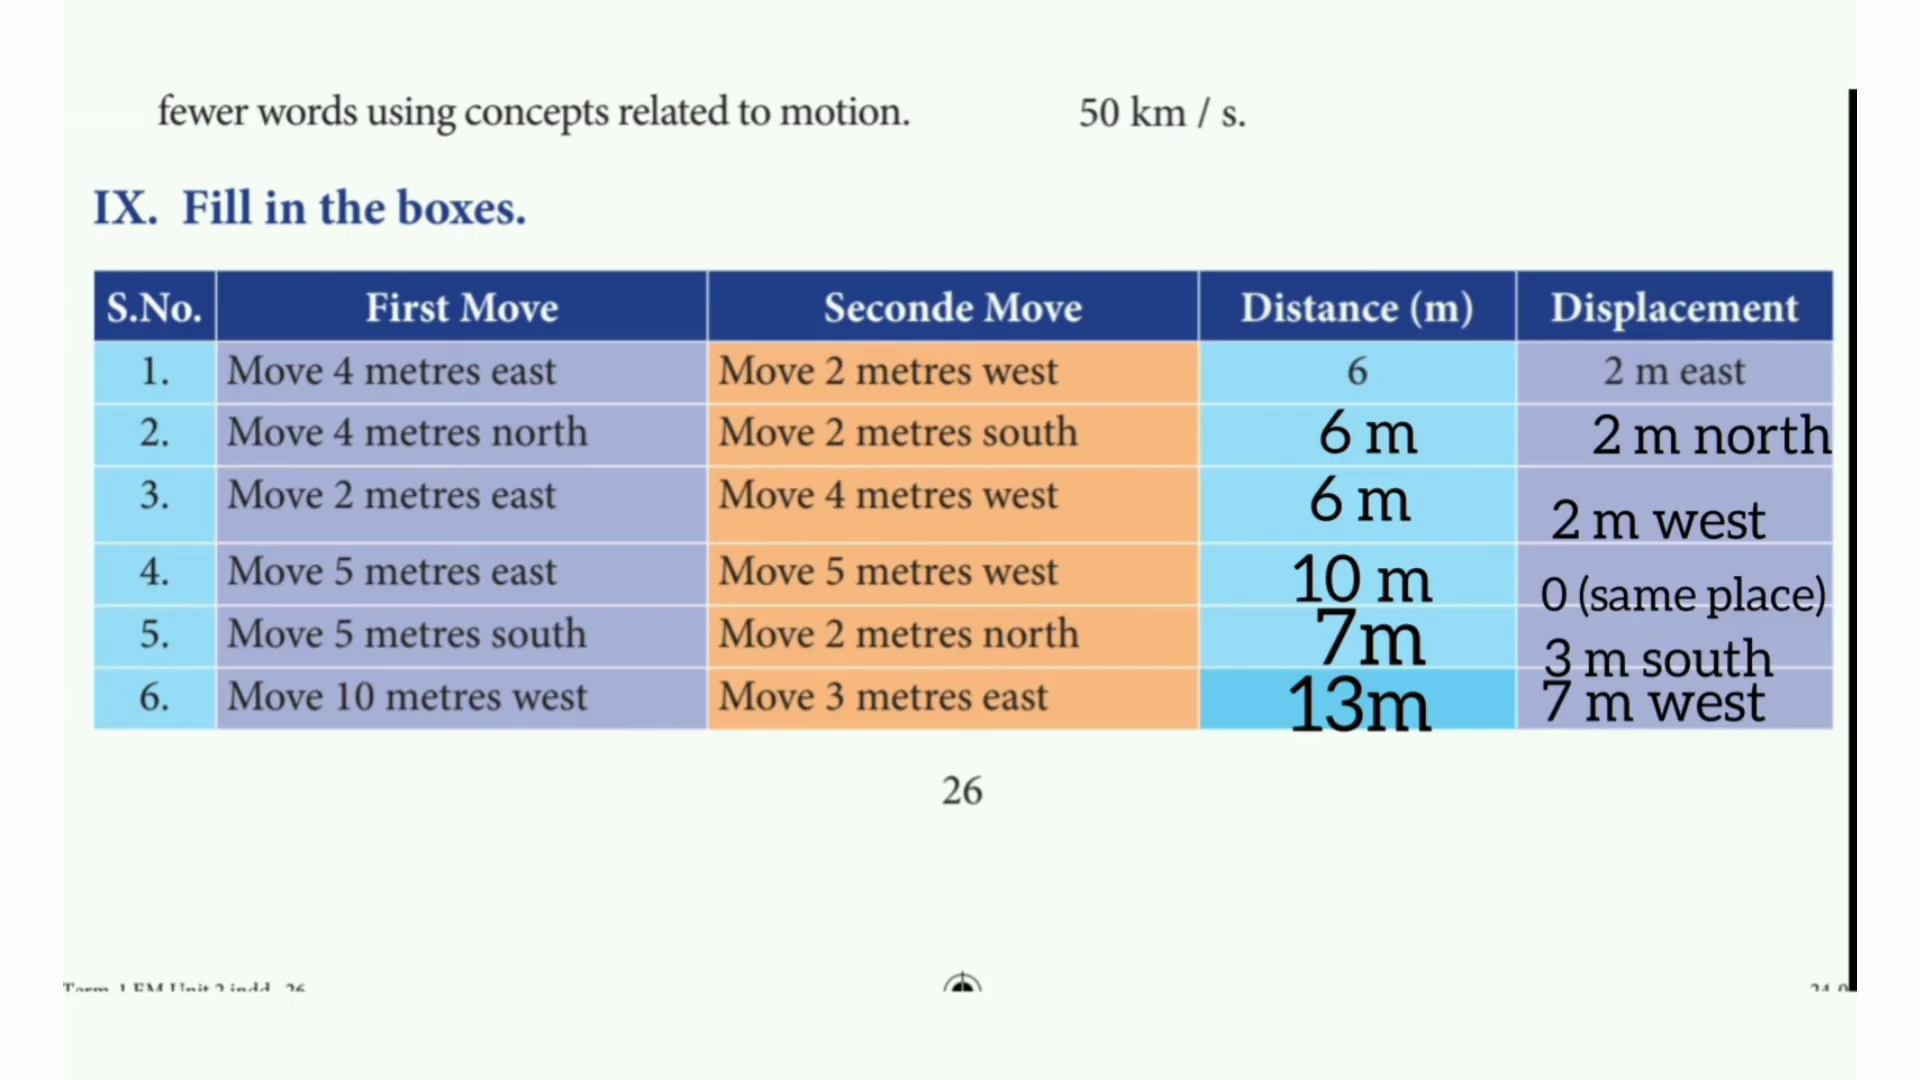 fewer words using concepts related to motion.
50 km / s.
IX. Fill in the boxes.
S.No. First Move Seconde Move Distance (m) Displacement
1. Move 4 metres east Move 2 metres west 6 2 m east
2. Move 4 metres north Move 2 metres south 6 m 2 m north
3. Move 2 metres east Move 4 metres west 6 m 2 m west
4. Move 5 metres east Move 5 metres west 10 m 0 (same place)
5. Move 5 metres south Move 2 metres north 7m 3 m south
6. Move 10 metres west Move 3 metres east 13m 7 m west
26